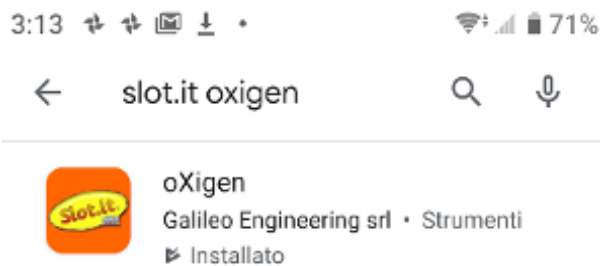 3:13 71%
slot.it oxigen
Slot.it
oXigen
Galileo Engineering srl • Strumenti
Installato